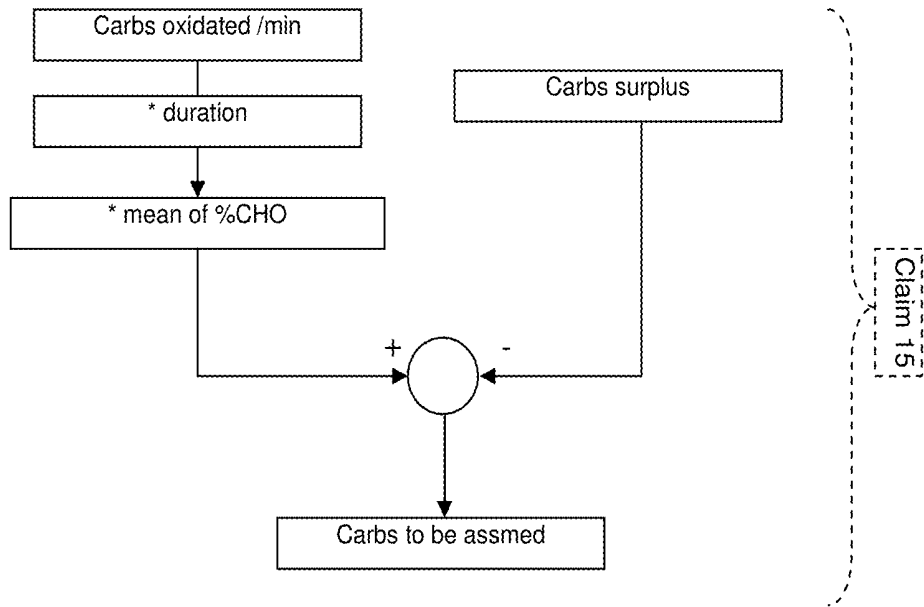 Carbs oxidated /min
* duration
Carbs surplus
* mean of %CHO
+
-
Carbs to be assmed
Claim 15